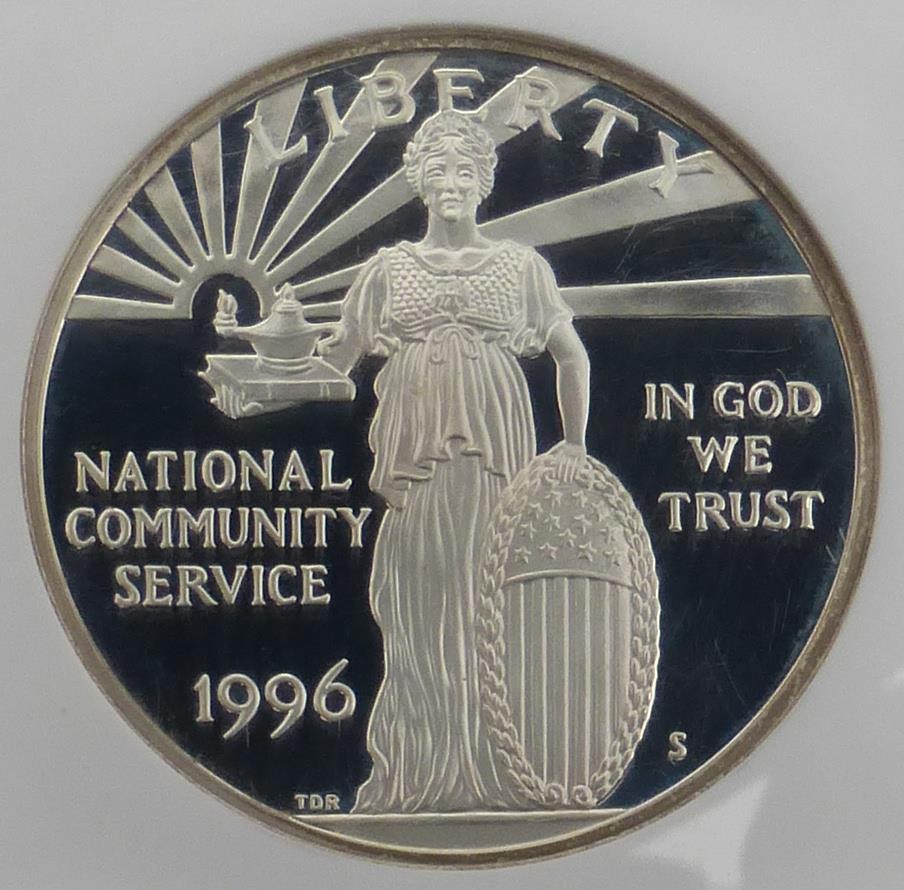 LIBERTY
NATIONAL
COMMUNITY
SERVICE
1996
IN GOD
WE
TRUST
S
TDR